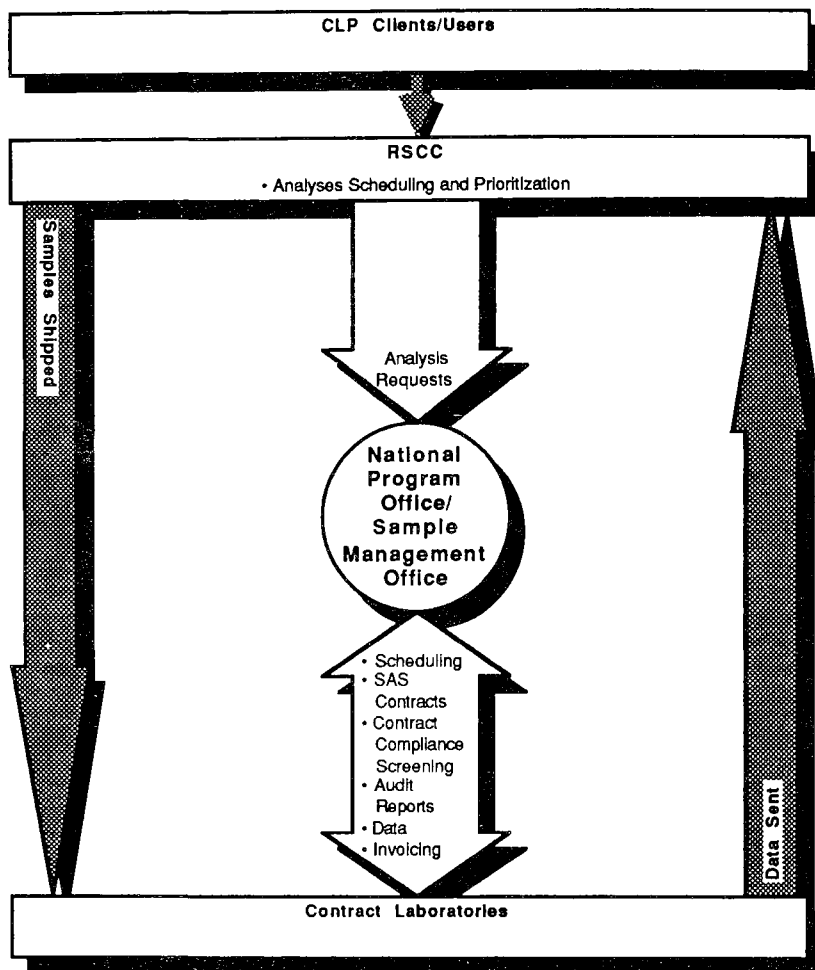 CLP Clients/Users
RSCC
• Analyses Scheduling and Prioritization
Samples Shipped
Analysis
Requests
National
Program
Office/
Sample
Management
Office
• Scheduling
• SAS
Contracts
• Contract
Compliance
Screening
• Audit
Reports
• Data
• Invoicing
Data Sent
Contract Laboratories